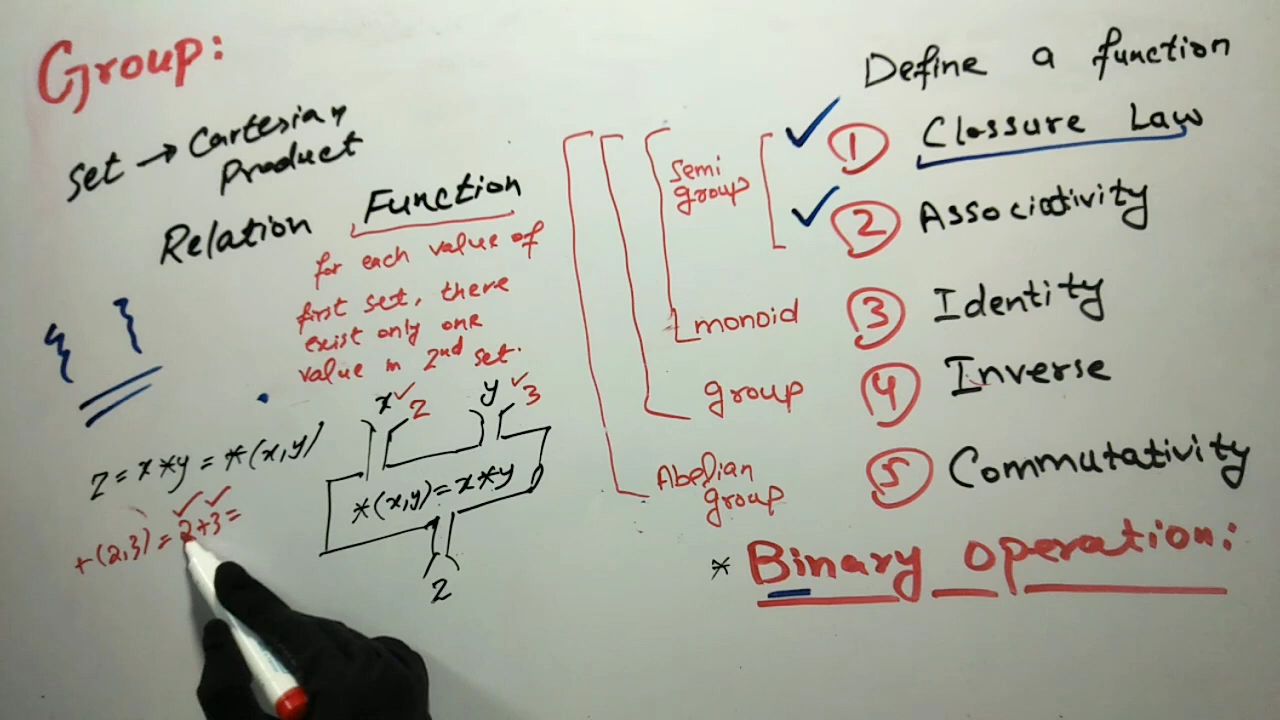 Group:
Set → Cartesian
Product
Relation
Function
for each value of
first set, there
exist only one
value in 2nd set.
{ }
x ✓ 2
y ✓ 3
z = x * y = *(x,y)
*(x,y) = x * y
+(2,3) = 2+3 =
z
Define a function
✓ 1 Classure Law
✓ 2 Associativity
3 Identity
4 Inverse
5 Commutativity
Semi
group
monoid
group
Abelian
group
* Binary operation: